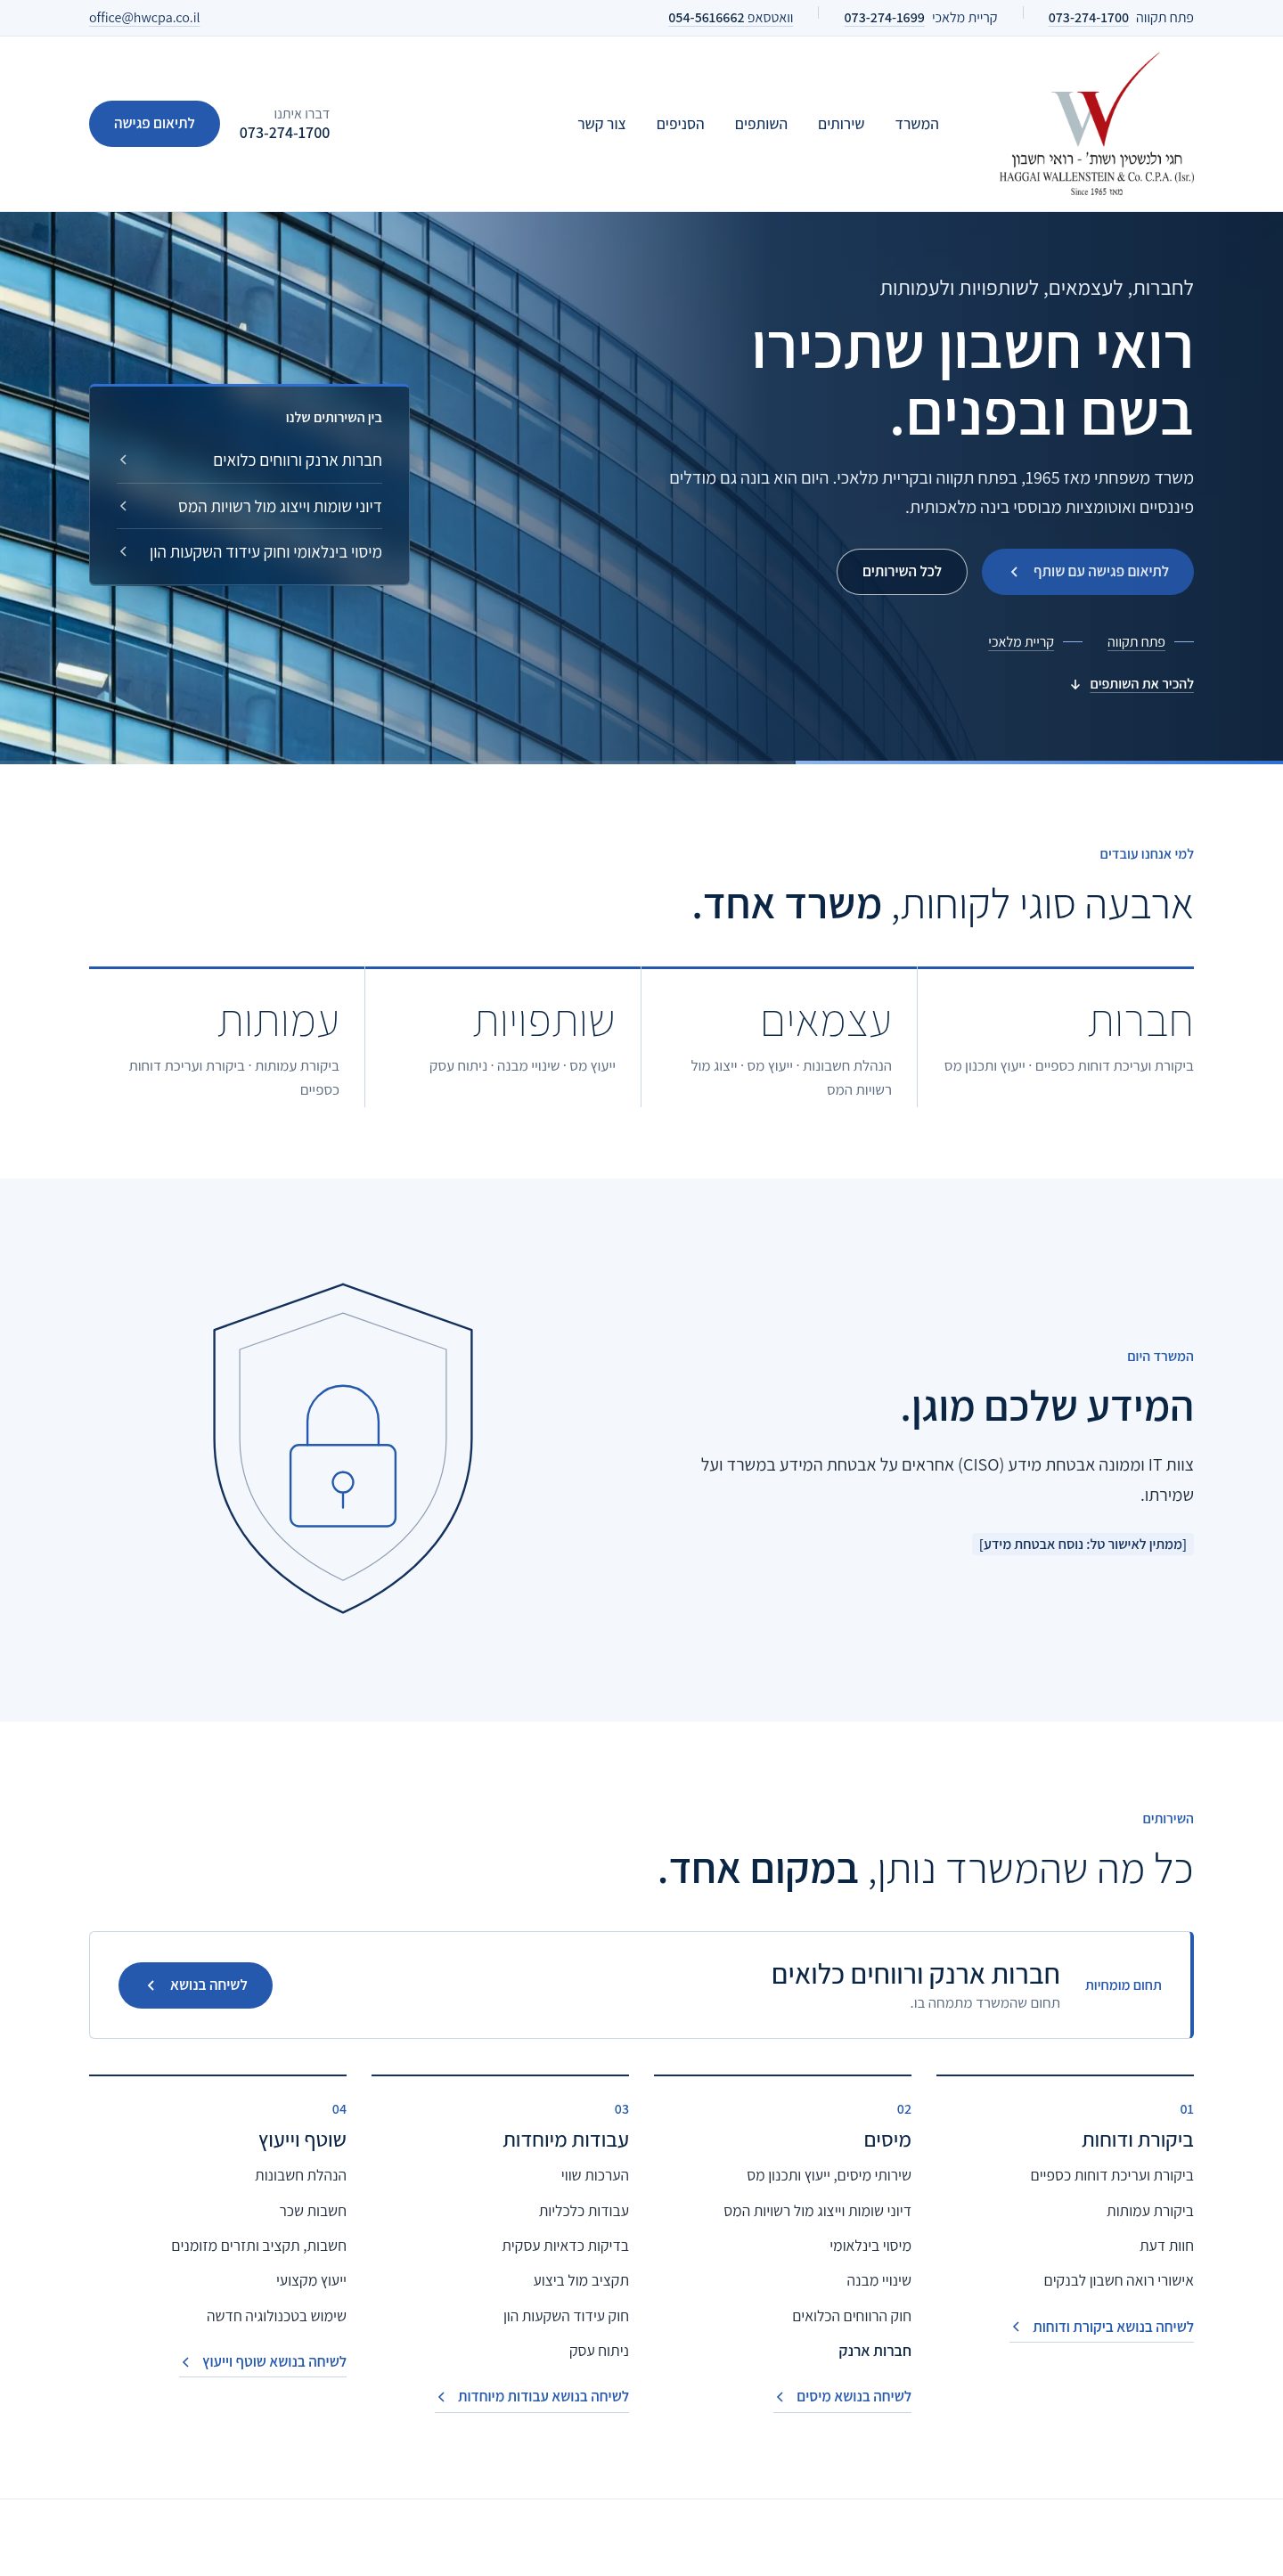 פתח תקווה 073-274-1700
קריית מלאכי 073-274-1699
וואטסאפ 054-5616662
office@hwcpa.co.il
חגי ולנשטין ושות' - רואי חשבון
HAGGAI WALLENSTEIN & Co. C.P.A. (Isr.)
Since 1965 מאז
המשרד
שירותים
השותפים
הסניפים
צור קשר
דברו איתנו
073-274-1700
לתיאום פגישה
לחברות, לעצמאים, לשותפויות ולעמותות
רואי חשבון שתכירו
בשם ובפנים.
משרד משפחתי מאז 1965, בפתח תקווה ובקריית מלאכי. היום הוא בונה גם מודלים
פיננסיים ואוטומציות מבוססי בינה מלאכותית.
לתיאום פגישה עם שותף
לכל השירותים
פתח תקווה
קריית מלאכי
להכיר את השותפים
בין השירותים שלנו
חברות ארנק ורווחים כלואים
דיוני שומות וייצוג מול רשויות המס
מיסוי בינלאומי וחוק עידוד השקעות הון
למי אנחנו עובדים
ארבעה סוגי לקוחות, משרד אחד.
חברות
ביקורת ועריכת דוחות כספיים · ייעוץ ותכנון מס
עצמאים
הנהלת חשבונות · ייעוץ מס · ייצוג מול
רשויות המס
שותפויות
ייעוץ מס · שינויי מבנה · ניתוח עסק
עמותות
ביקורת עמותות · ביקורת ועריכת דוחות
כספיים
המשרד היום
המידע שלכם מוגן.
צוות IT וממונה אבטחת מידע (CISO) אחראים על אבטחת המידע במשרד ועל
שמירתו.
[ממתין לאישור טל: נוסח אבטחת מידע]
השירותים
כל מה שהמשרד נותן, במקום אחד.
תחום מומחיות
חברות ארנק ורווחים כלואים
תחום שהמשרד מתמחה בו.
לשיחה בנושא
01
ביקורת ודוחות
ביקורת ועריכת דוחות כספיים
ביקורת עמותות
חוות דעת
אישורי רואה חשבון לבנקים
לשיחה בנושא ביקורת ודוחות
02
מיסים
שירותי מיסים, ייעוץ ותכנון מס
דיוני שומות וייצוג מול רשויות המס
מיסוי בינלאומי
שינויי מבנה
חוק הרווחים הכלואים
חברות ארנק
לשיחה בנושא מיסים
03
עבודות מיוחדות
הערכות שווי
עבודות כלכליות
בדיקות כדאיות עסקית
תקציב מול ביצוע
חוק עידוד השקעות הון
ניתוח עסק
לשיחה בנושא עבודות מיוחדות
04
שוטף וייעוץ
הנהלת חשבונות
חשבות שכר
חשבות, תקציב ותזרים מזומנים
ייעוץ מקצועי
שימוש בטכנולוגיה חדשה
לשיחה בנושא שוטף וייעוץ